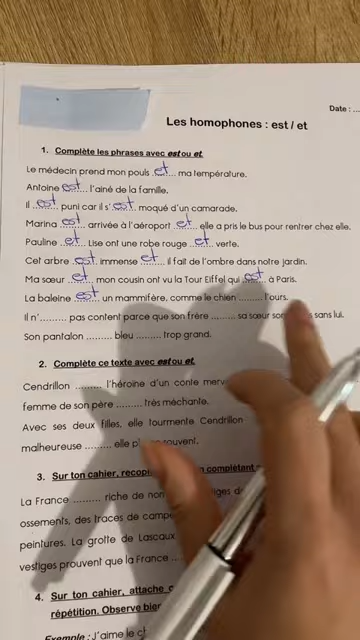 Date : ...
Les homophones : est / et
1. Complète les phrases avec est ou et.
Le médecin prend mon pouls et ma température.
Antoine est l'aîné de la famille.
Il est puni car il s' est moqué d'un camarade.
Marina est arrivée à l'aéroport et elle a pris le bus pour rentrer chez elle.
Pauline et Lise ont une robe rouge et verte.
Cet arbre est immense et il fait de l'ombre dans notre jardin.
Ma sœur et mon cousin ont vu la Tour Eiffel qui est à Paris.
La baleine est un mammifère, comme le chien ......... l'ours.
Il n'......... pas content parce que son frère ......... sa sœur sans lui.
Son pantalon ......... bleu ......... trop grand.
2. Complète ce texte avec est ou et.
Cendrillon ......... l'héroïne d'un conte
femme de son père ......... très méchante.
Avec ses deux filles, elle tourmente Cendrillon
malheureuse ......... elle souvent.
3. Sur ton cahier, complétant
La France ......... riche de
ossements, des traces de
peintures. La grotte de Lascaux
vestiges prouvent que la France ...
4. Sur ton cahier, attache
répétition. Observe bien
Exemple : J'aime le